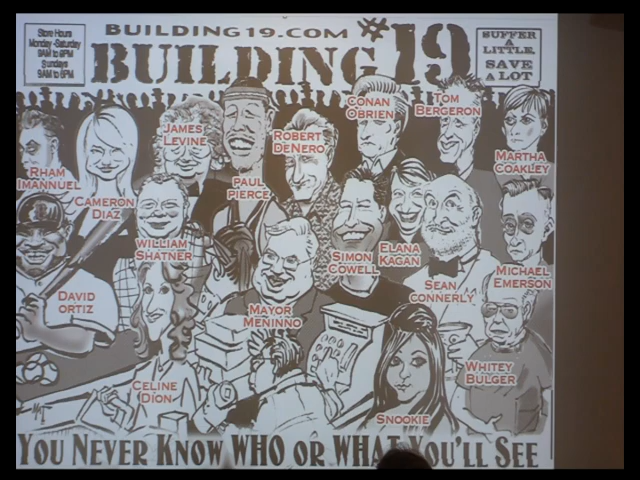 Store Hours
Monday -Saturday
9AM to 9PM
Sundays
9AM to 6PM
BUILDING19.COM
BUILDING #19
SUFFER
A
LITTLE,
SAVE
A LOT
CONAN
OBRIEN
TOM
BERGERON
JAMES
LEVINE
ROBERT
DENERO
MARTHA
COAKLEY
RHAM
IMANNUEL
PAUL
PIERCE
CAMERON
DIAZ
WILLIAM
SHATNER
SIMON
COWELL
ELANA
KAGAN
SEAN
CONNERLY
MICHAEL
EMERSON
DAVID
ORTIZ
MAYOR
MENINNO
WHITEY
BULGER
CELINE
DION
SNOOKIE
YOU NEVER KNOW WHO OR WHAT YOU'LL SEE